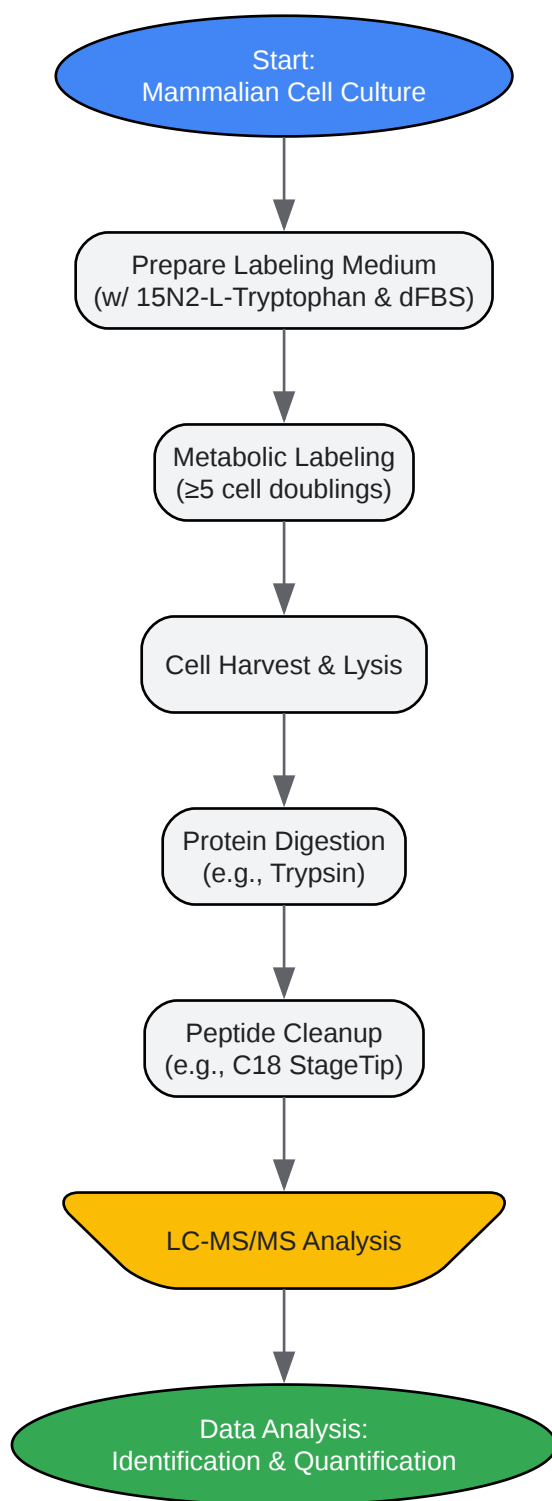 Start:
Mammalian Cell Culture
Prepare Labeling Medium
(w/ 15N2-L-Tryptophan & dFBS)
Metabolic Labeling
(≥5 cell doublings)
Cell Harvest & Lysis
Protein Digestion
(e.g., Trypsin)
Peptide Cleanup
(e.g., C18 StageTip)
LC-MS/MS Analysis
Data Analysis:
Identification & Quantification